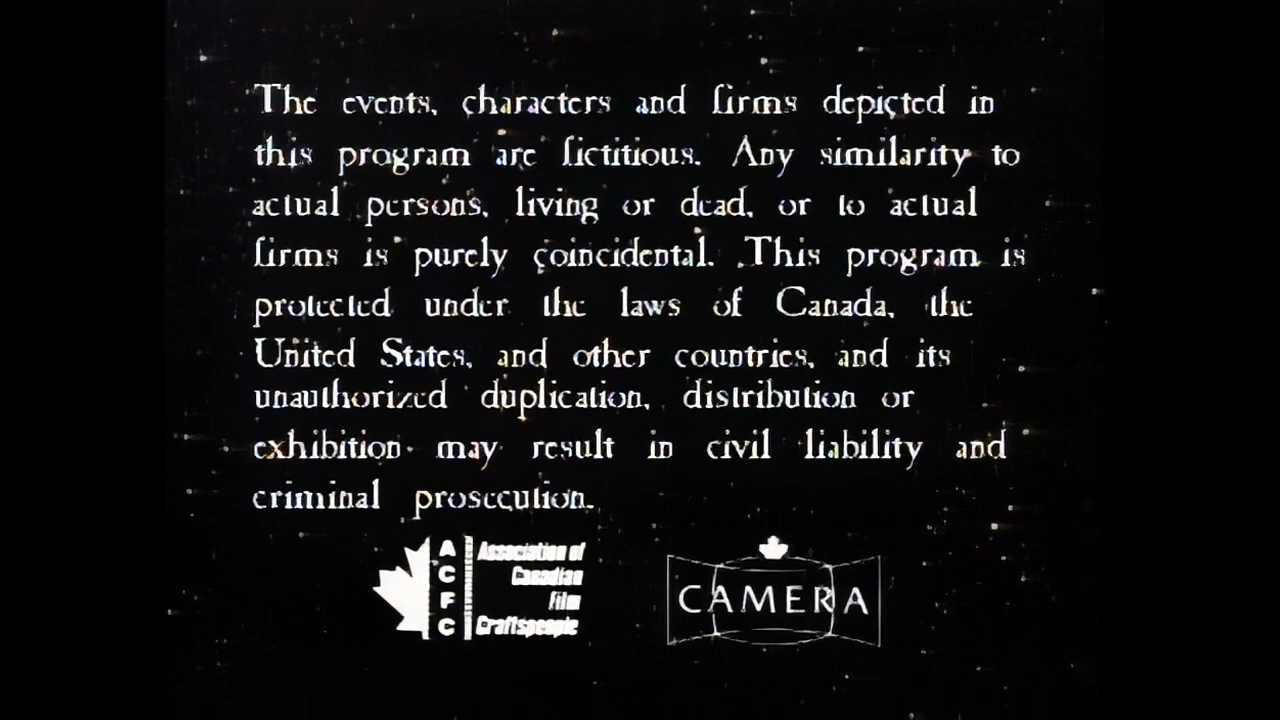 The events, characters and firms depicted in
this program are fictitious. Any similarity to
actual persons, living or dead, or to actual
firms is purely coincidental. This program is
protected under the laws of Canada, the
United States, and other countries, and its
unauthorized duplication, distribution or
exhibition may result in civil liability and
criminal prosecution.
ACFC
Association of
Canadian
Film
Craftspeople
CAMERA